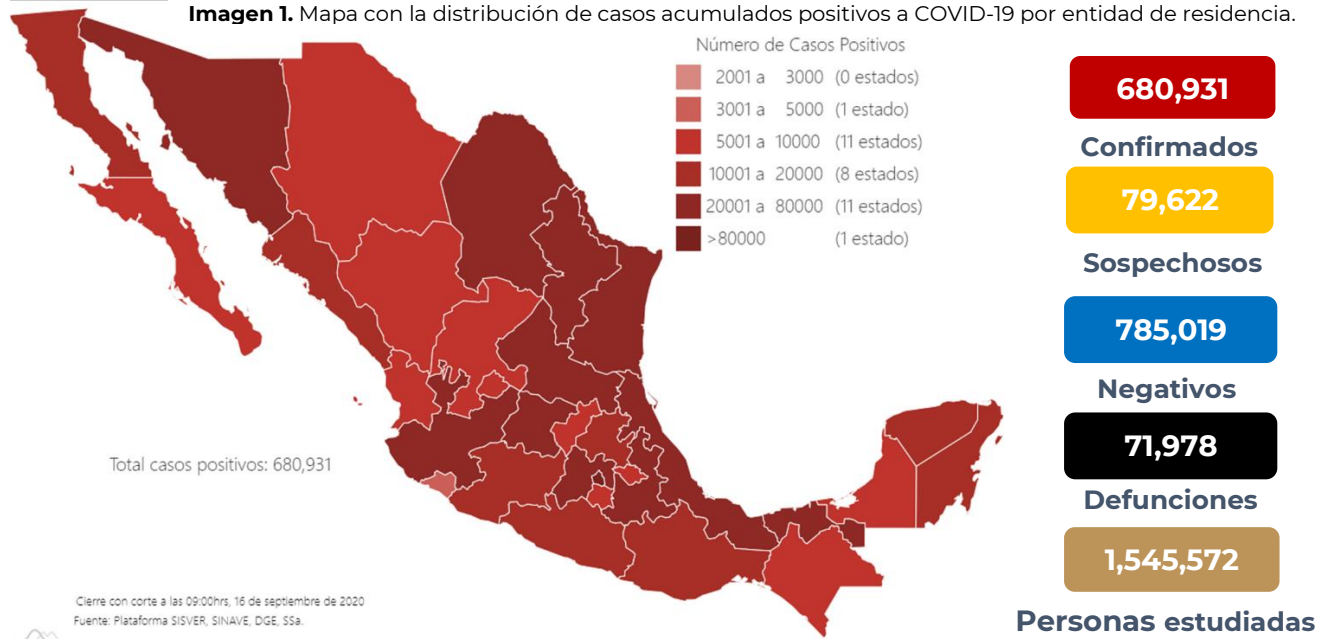 Imagen 1. Mapa con la distribución de casos acumulados positivos a COVID-19 por entidad de residencia.
Número de Casos Positivos
2001 a 3000 (0 estados)
3001 a 5000 (1 estado)
5001 a 10000 (11 estados)
10001 a 20000 (8 estados)
20001 a 80000 (11 estados)
>80000 (1 estado)
680,931
Confirmados
79,622
Sospechosos
785,019
Negativos
71,978
Defunciones
1,545,572
Personas estudiadas
Total casos positivos: 680,931
Cierre con corte a las 09:00hrs, 16 de septiembre de 2020
Fuente: Plataforma SISVER, SINAVE, DGE, SSa.